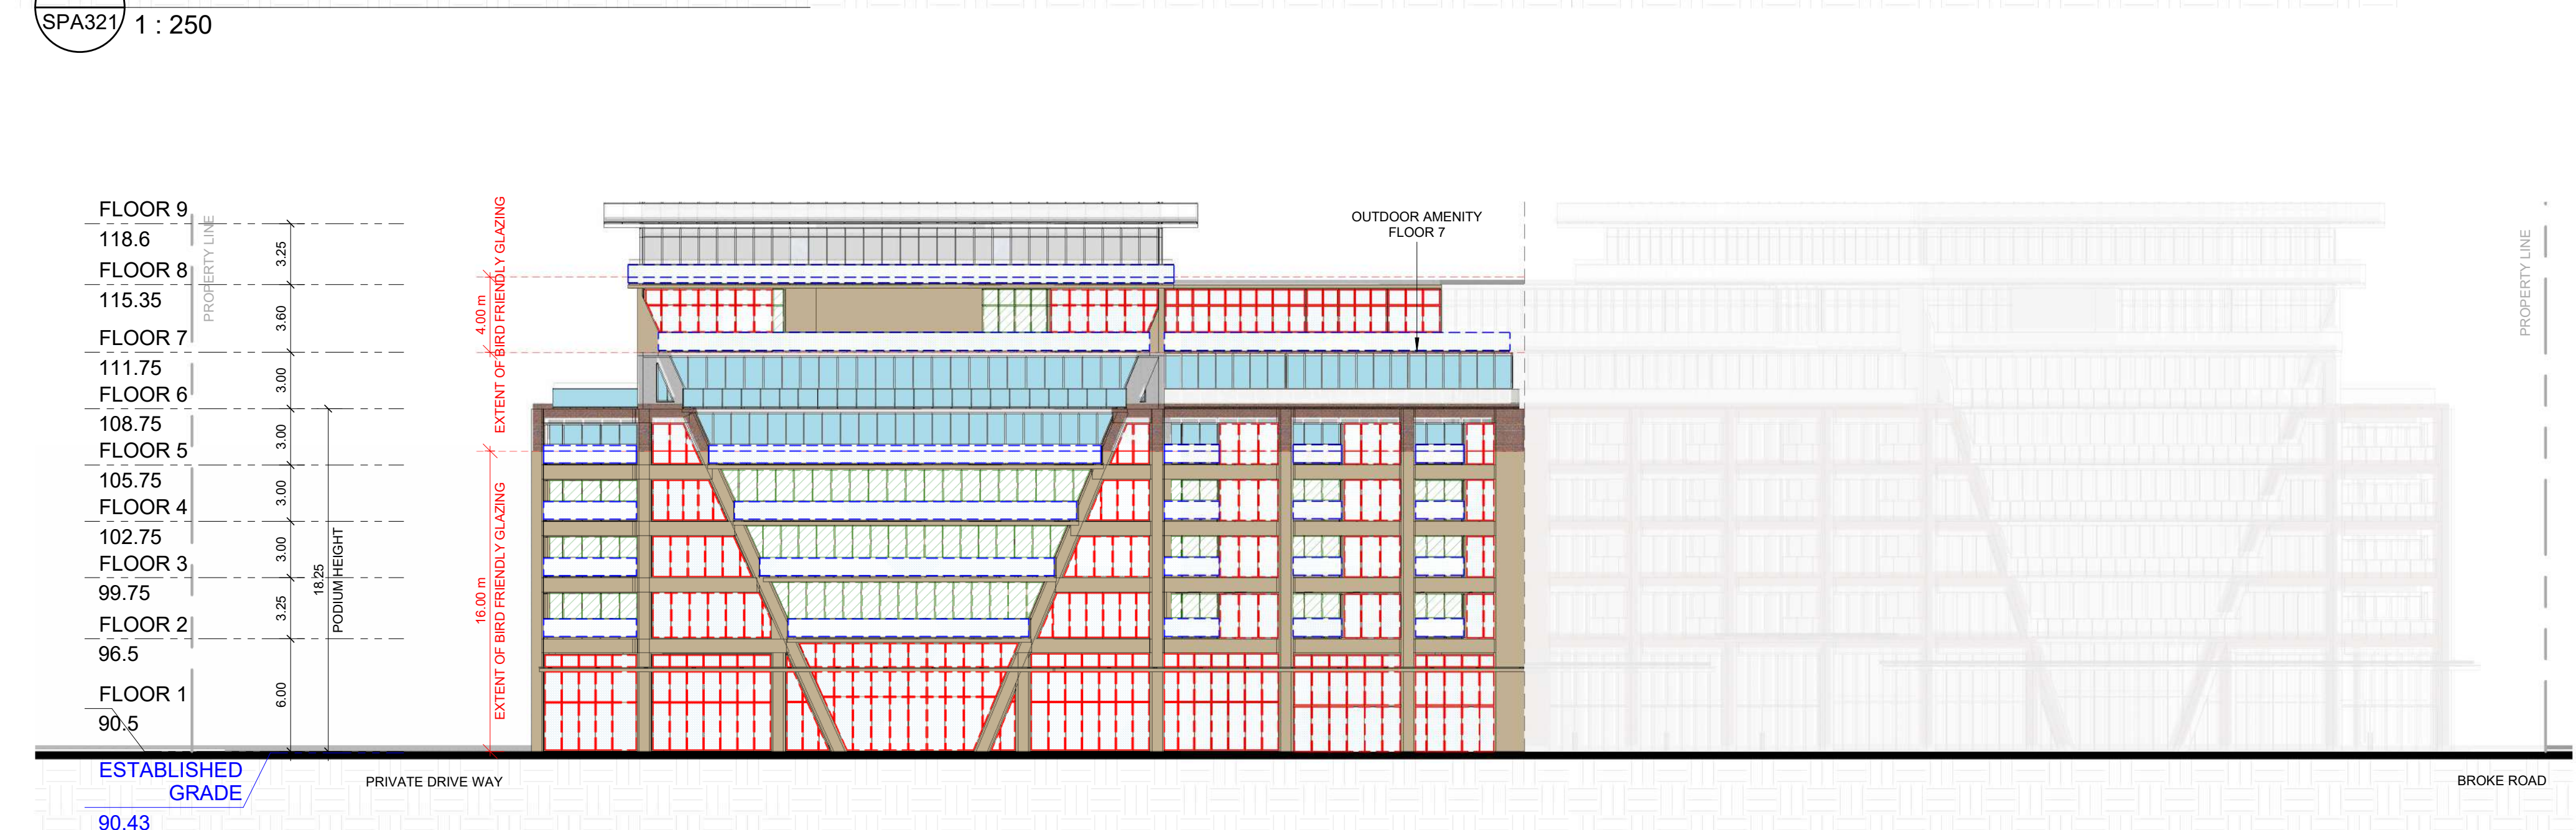 SPA321
1 : 250
FLOOR 9
118.6
FLOOR 8
115.35
FLOOR 7
111.75
FLOOR 6
108.75
FLOOR 5
105.75
FLOOR 4
102.75
FLOOR 3
99.75
FLOOR 2
96.5
FLOOR 1
90.5
ESTABLISHED
GRADE
90.43
PROPERTY LINE
3.25
3.60
3.00
3.00
3.00
3.00
3.25
6.00
18.25
PODIUM HEIGHT
4.00 m
EXTENT OF BIRD FRIENDLY GLAZING
16.00 m
EXTENT OF BIRD FRIENDLY GLAZING
OUTDOOR AMENITY
FLOOR 7
PROPERTY LINE
PRIVATE DRIVE WAY
BROKE ROAD